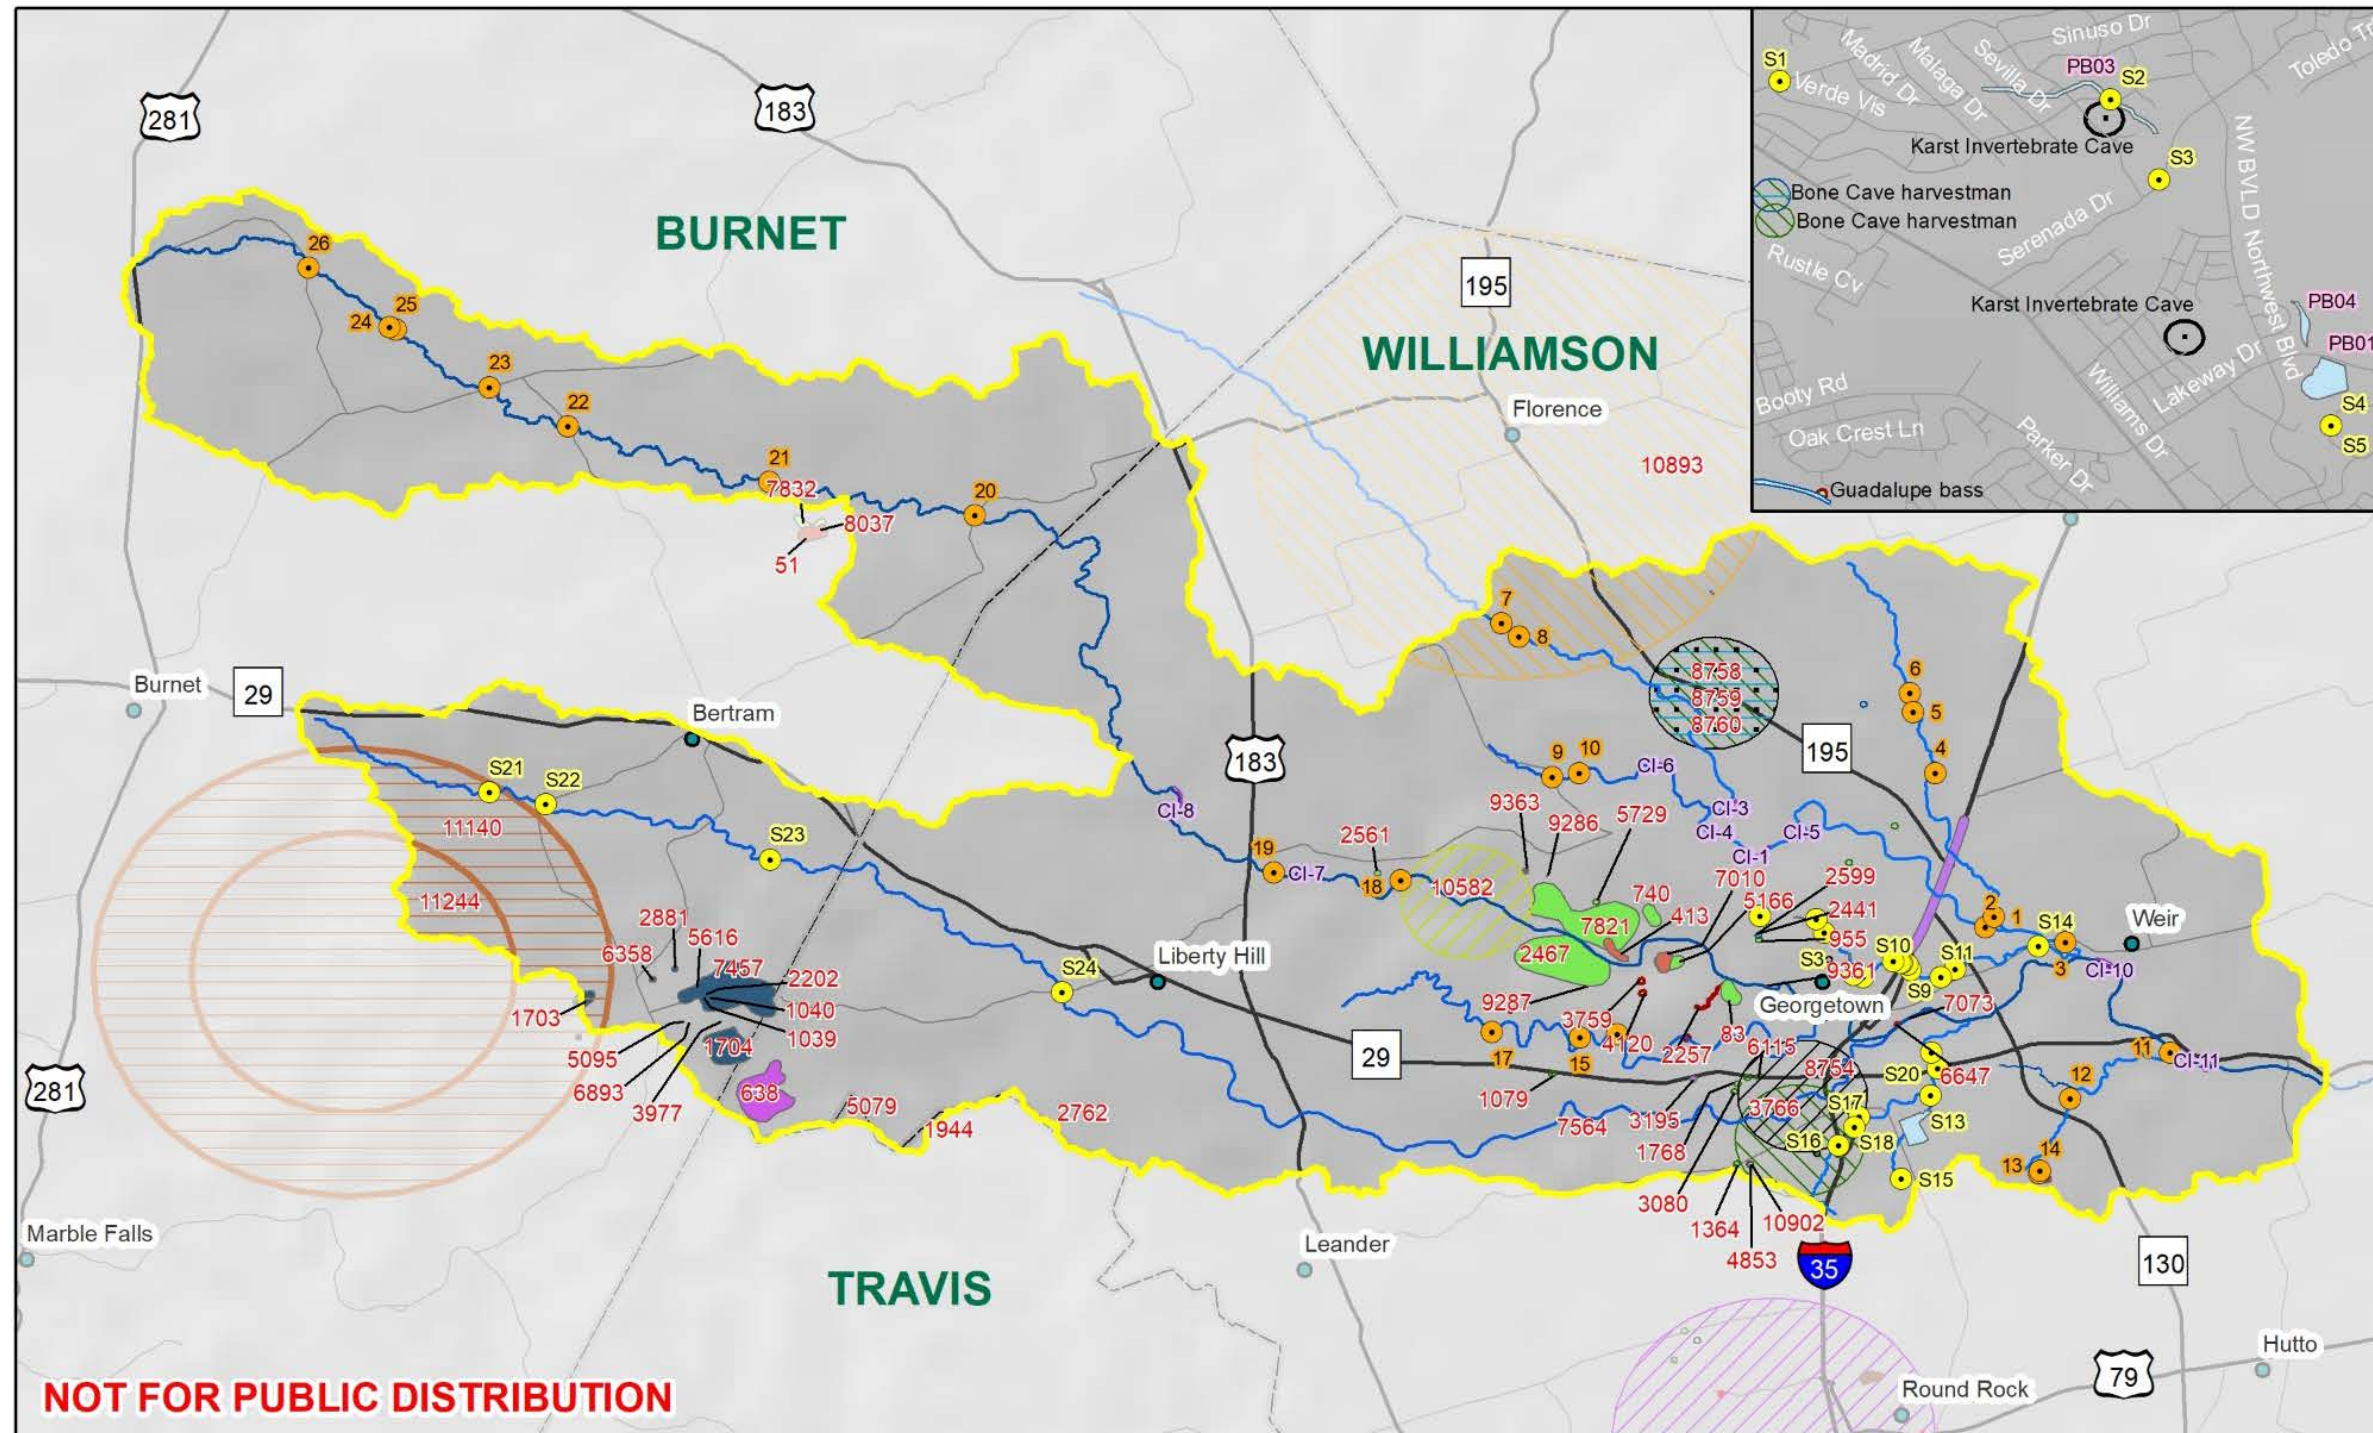 281
183
BURNET
195
WILLIAMSON
Florence
10893
26
25
24
23
22
21
7832
8037
51
20
S1
Verde Vis
Madrid Dr
Malaga Dr
Sevilla Dr
Sinuso Dr
PB03
S2
Karst Invertebrate Cave
S3
Bone Cave harvestman
Bone Cave harvestman
Serenada Dr
Rustle Cv
NW BVLD Northwest Blvd
Karst Invertebrate Cave
PB04
PB01
Lakeway Dr
Williams Dr
Booty Rd
Oak Crest Ln
Parker Dr
S4
S5
Guadalupe bass
7
8
8758
8759
8760
6
5
4
195
Burnet
29
Bertram
183
9
10
CI-6
CI-3
CI-4
CI-5
CI-1
CI-8
S21
S22
11140
S23
11244
9363
9286
5729
2561
19
CI-7
18
10582
740
413
7821
2467
7010
5166
2599
2441
955
9361
2
1
S14
Weir
S10
S11
S9
3
CI-10
Georgetown
7073
2881
5616
6358
7457
2202
1040
1039
1703
1704
5095
6893
3977
638
5079
1944
2762
S24
Liberty Hill
29
9287
3759
4120
2257
83
6115
8754
17
15
1079
7564
3195
3766
1768
3080
1364
10902
4853
S17
S16
S18
S20
6647
S13
S15
11
CI-11
12
14
13
281
Marble Falls
Leander
35
130
TRAVIS
Hutto
79
Round Rock
NOT FOR PUBLIC DISTRIBUTION